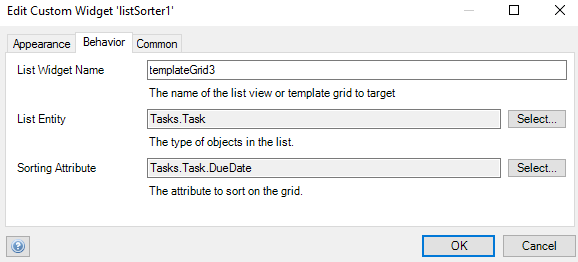 Edit Custom Widget 'listSorter1'
Appearance Behavior Common
List Widget Name templateGrid3
The name of the list view or template grid to target
List Entity Tasks.Task Select...
The type of objects in the list.
Sorting Attribute Tasks.Task.DueDate Select...
The attribute to sort on the grid.
? OK Cancel